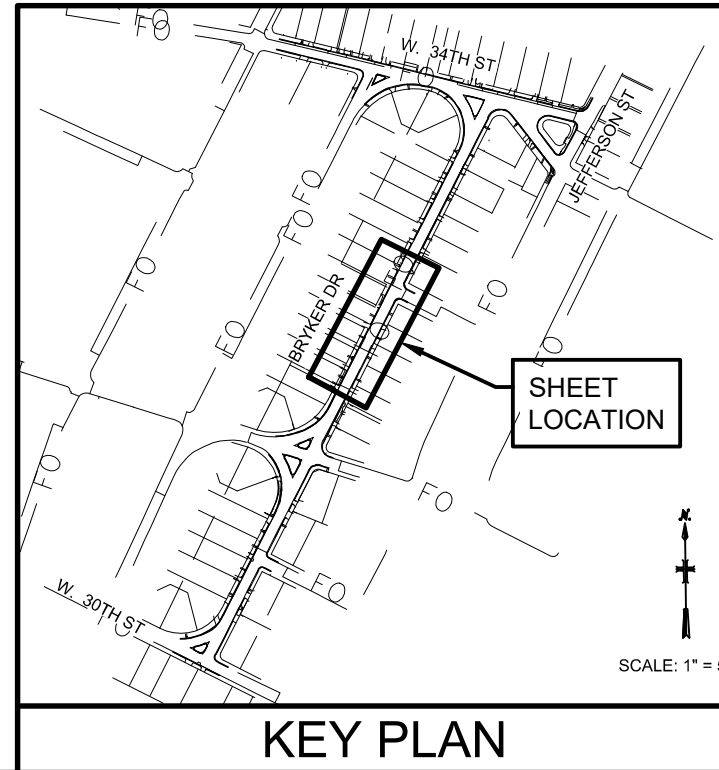 FO
FO
W. 34TH ST
JEFFERSON ST
FO
FO
FO
FO
BRYKER DR
FO
FO
SHEET
LOCATION
FO
FO
N.
FO
W. 30TH ST
SCALE: 1" =
KEY PLAN